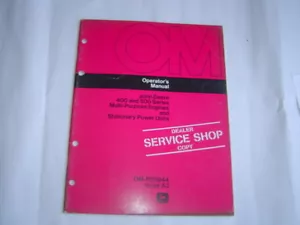 OM
Operator's
Manual
John Deere
400 and 500 Series
Multi-Purpose Engines
and
Stationary Power Units
DEALER
SERVICE SHOP
COPY